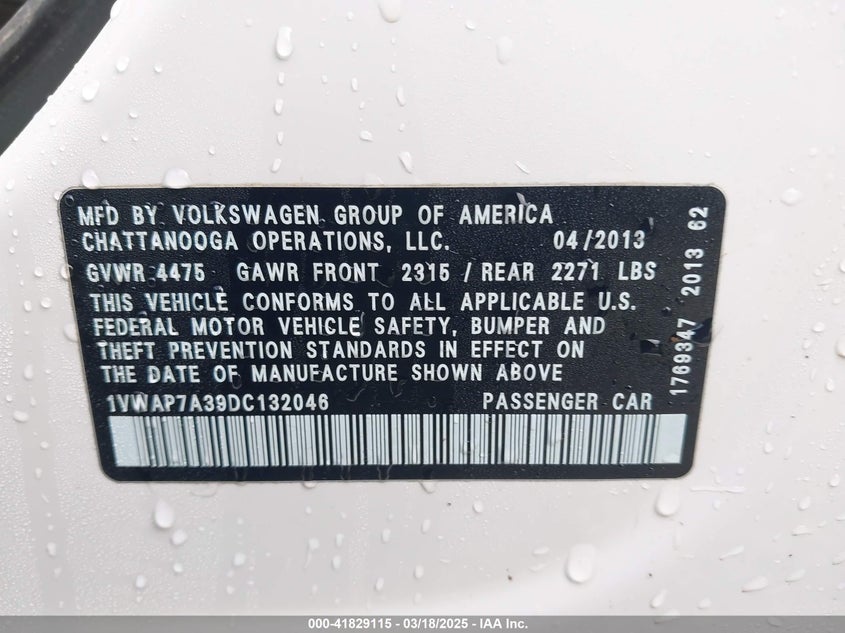 MFD BY VOLKSWAGEN GROUP OF AMERICA
CHATTANOOGA OPERATIONS, LLC. 04/2013
GVWR 4475 GAWR FRONT 2315 / REAR 2271 LBS
THIS VEHICLE CONFORMS TO ALL APPLICABLE U.S.
FEDERAL MOTOR VEHICLE SAFETY, BUMPER AND
THEFT PREVENTION STANDARDS IN EFFECT ON
THE DATE OF MANUFACTURE SHOWN ABOVE
1VWAP7A39DC132046 PASSENGER CAR
1769347 2013 62
000-41829115 - 03/18/2025 - IAA Inc.